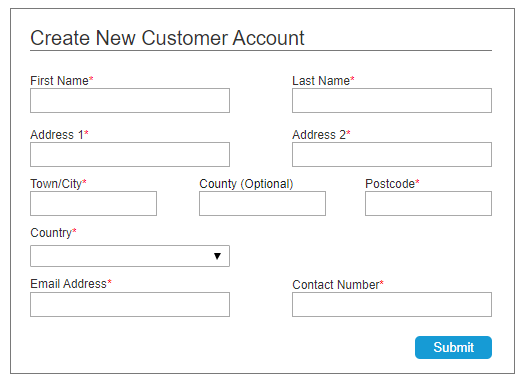 Create New Customer Account
First Name*
Last Name*
Address 1*
Address 2*
Town/City*
County (Optional)
Postcode*
Country*
Email Address*
Contact Number*
Submit